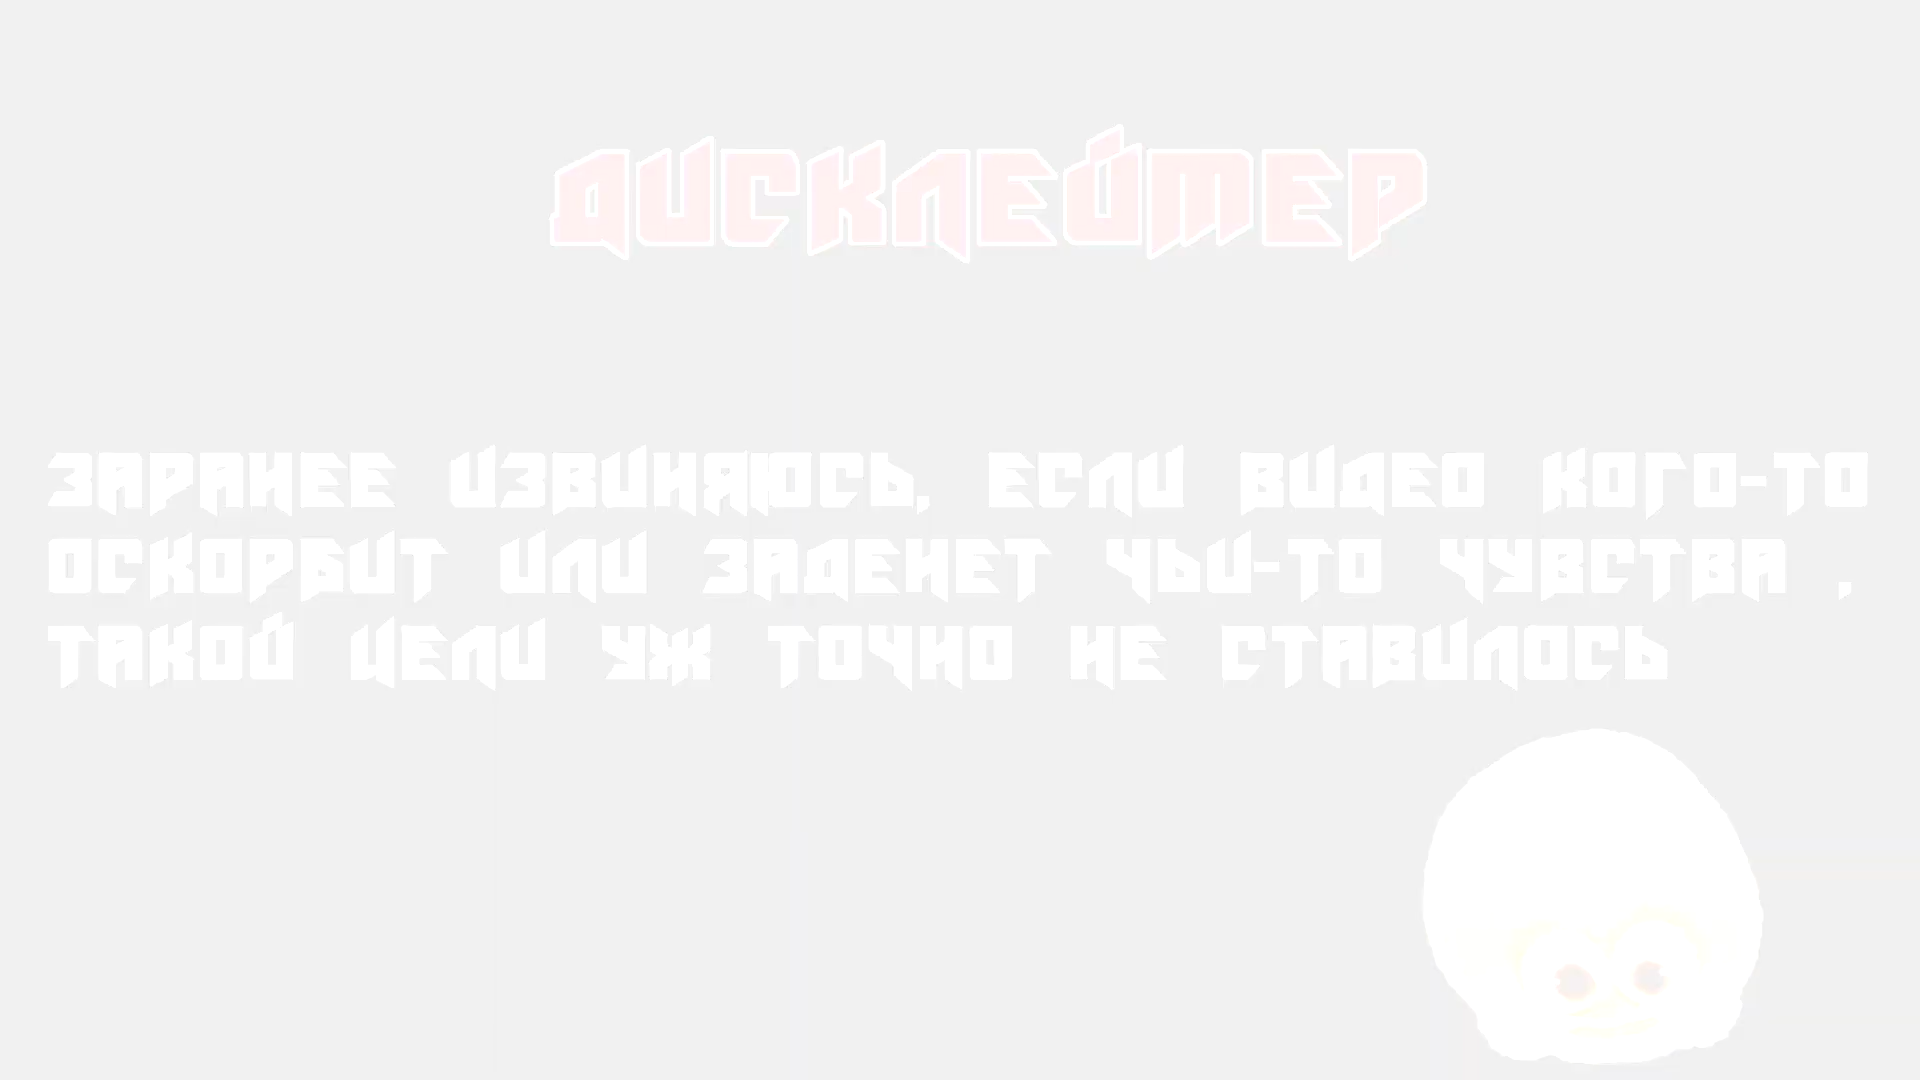 ДИСКЛЕЙМЕР
ЗАРАНЕЕ ИЗВИНЯЮСЬ, ЕСЛИ ВИДЕО КОГО-ТО
ОСКОРБИТ ИЛИ ЗАДЕНЕТ ЧЬИ-ТО ЧУВСТВА ,
ТАКОЙ ЦЕЛИ УЖ ТОЧНО НЕ СТАВИЛОСЬ